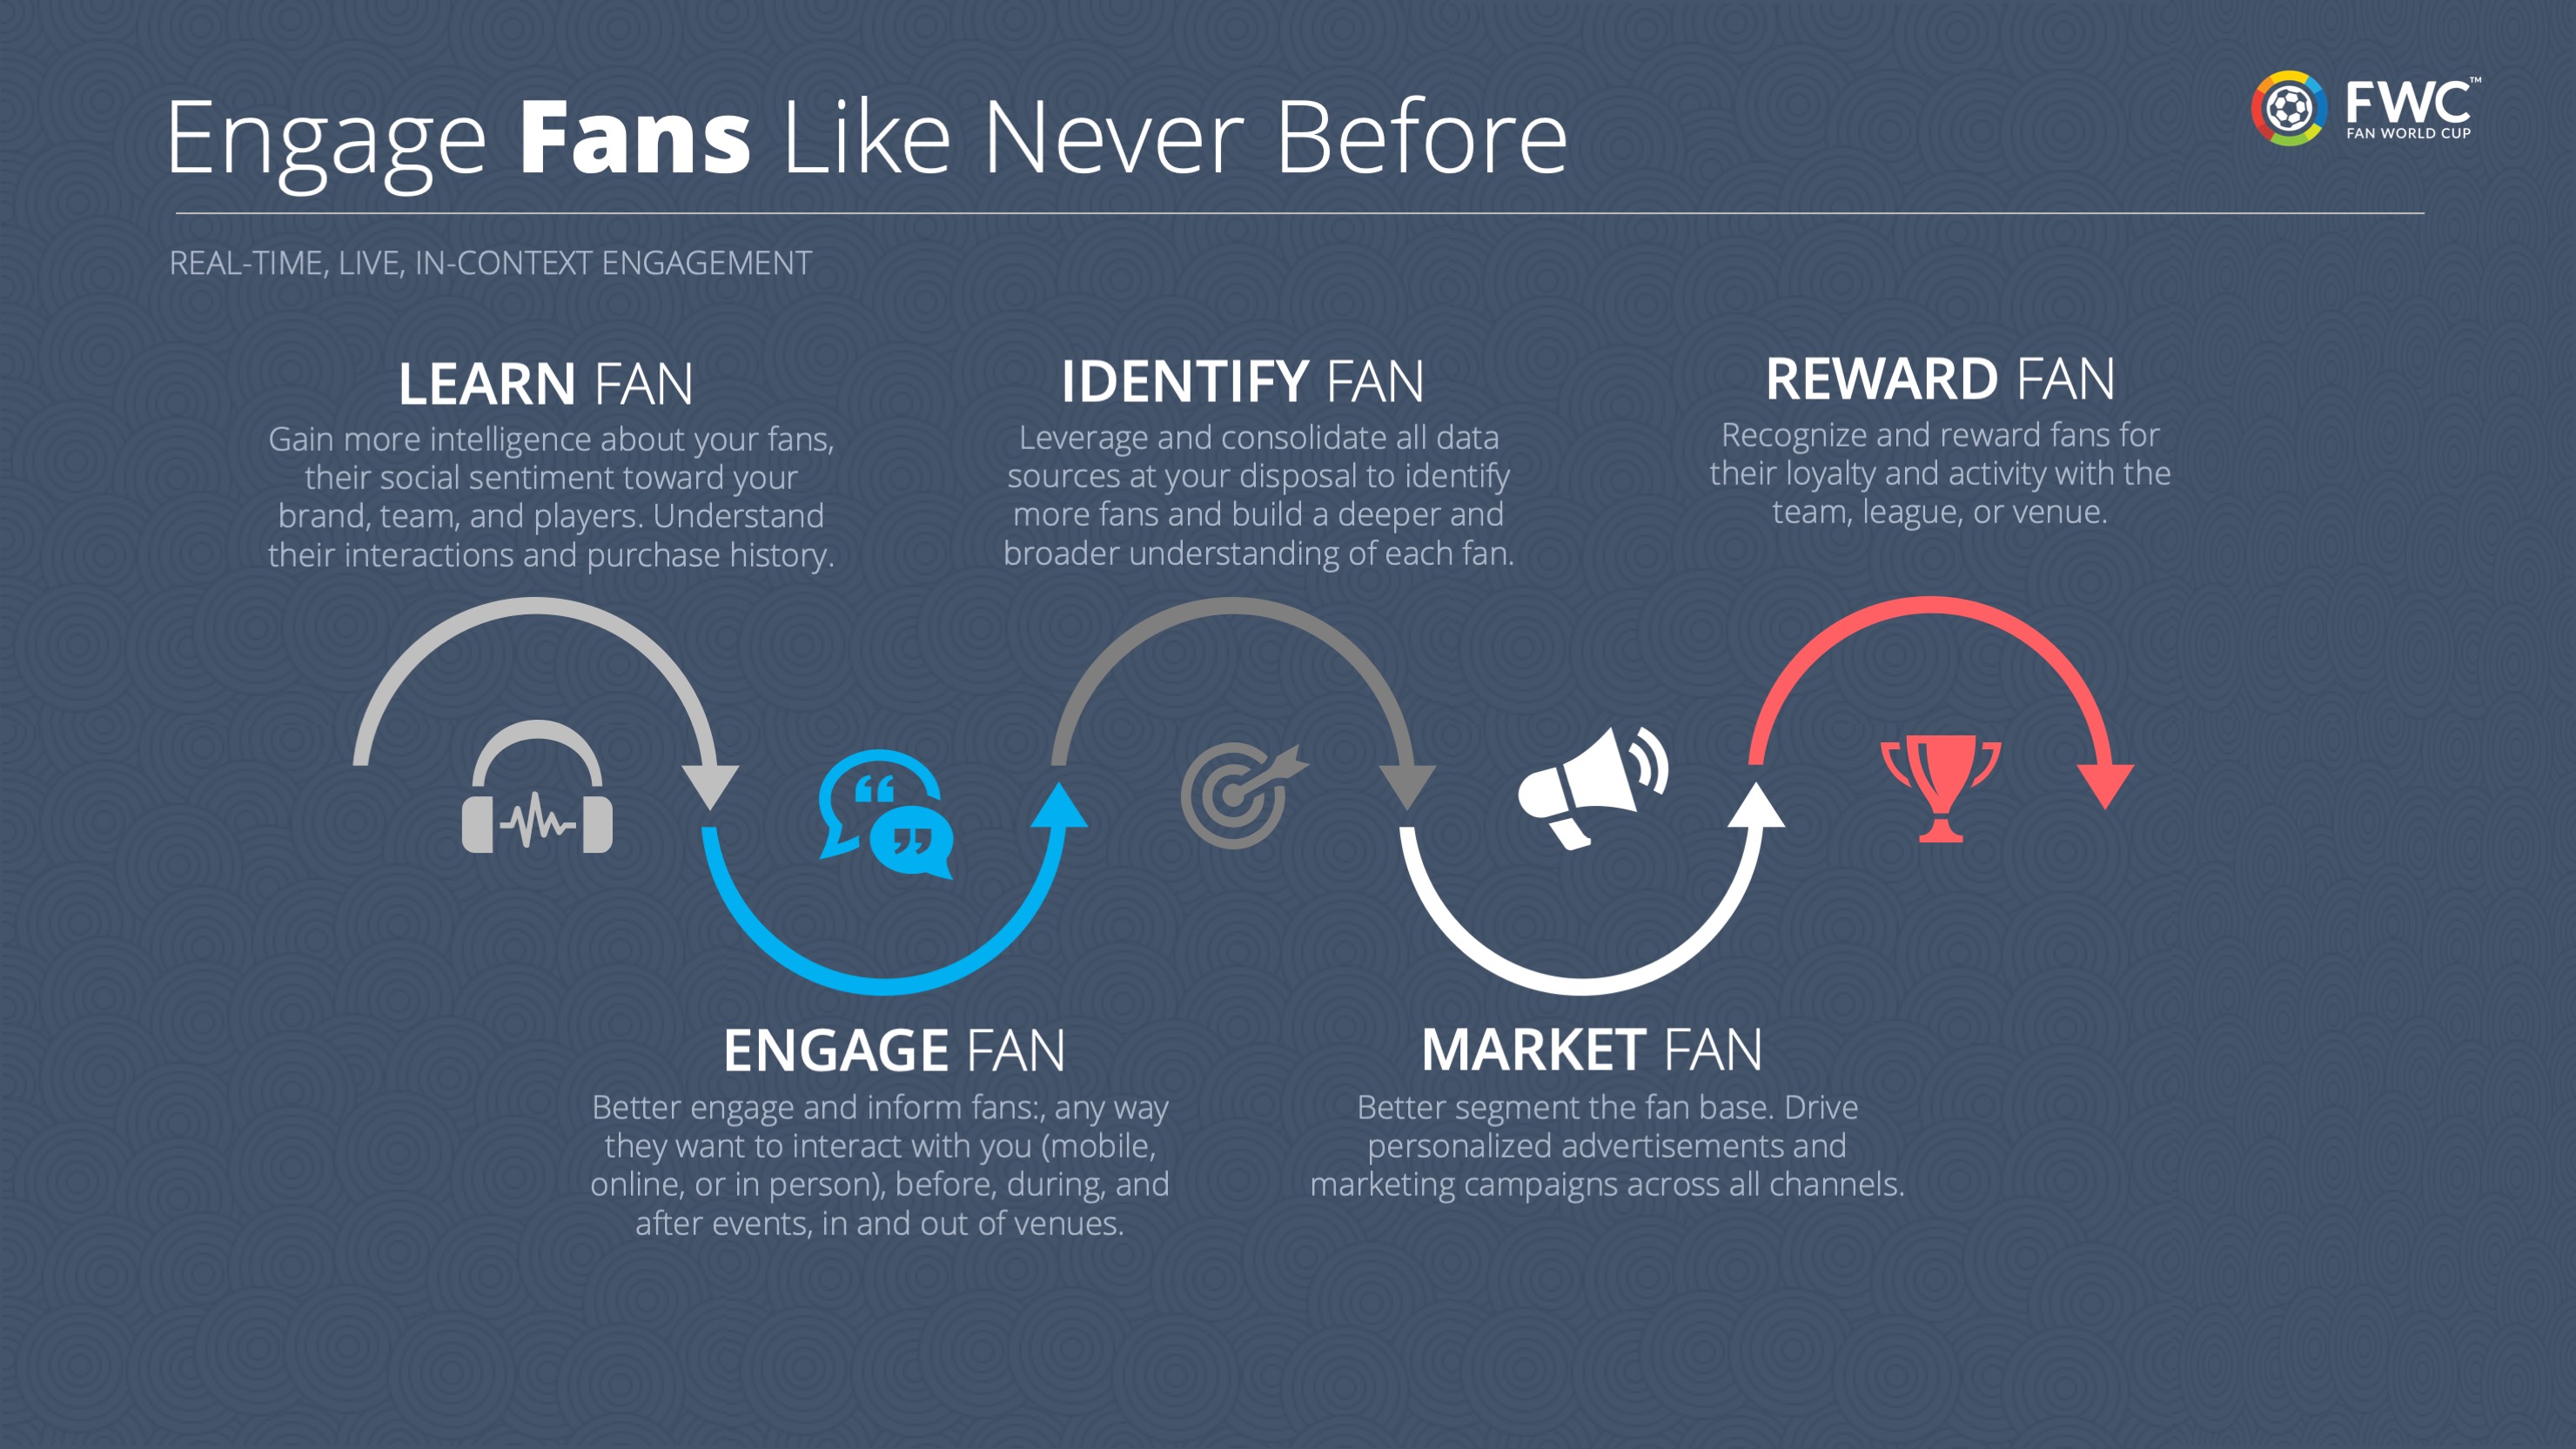 Engage Fans Like Never Before
FWC™
FAN WORLD CUP
REAL-TIME, LIVE, IN-CONTEXT ENGAGEMENT
LEARN FAN
Gain more intelligence about your fans,
their social sentiment toward your
brand, team, and players. Understand
their interactions and purchase history.
IDENTIFY FAN
Leverage and consolidate all data
sources at your disposal to identify
more fans and build a deeper and
broader understanding of each fan.
REWARD FAN
Recognize and reward fans for
their loyalty and activity with the
team, league, or venue.
ENGAGE FAN
Better engage and inform fans:, any way
they want to interact with you (mobile,
online, or in person), before, during, and
after events, in and out of venues.
MARKET FAN
Better segment the fan base. Drive
personalized advertisements and
marketing campaigns across all channels.